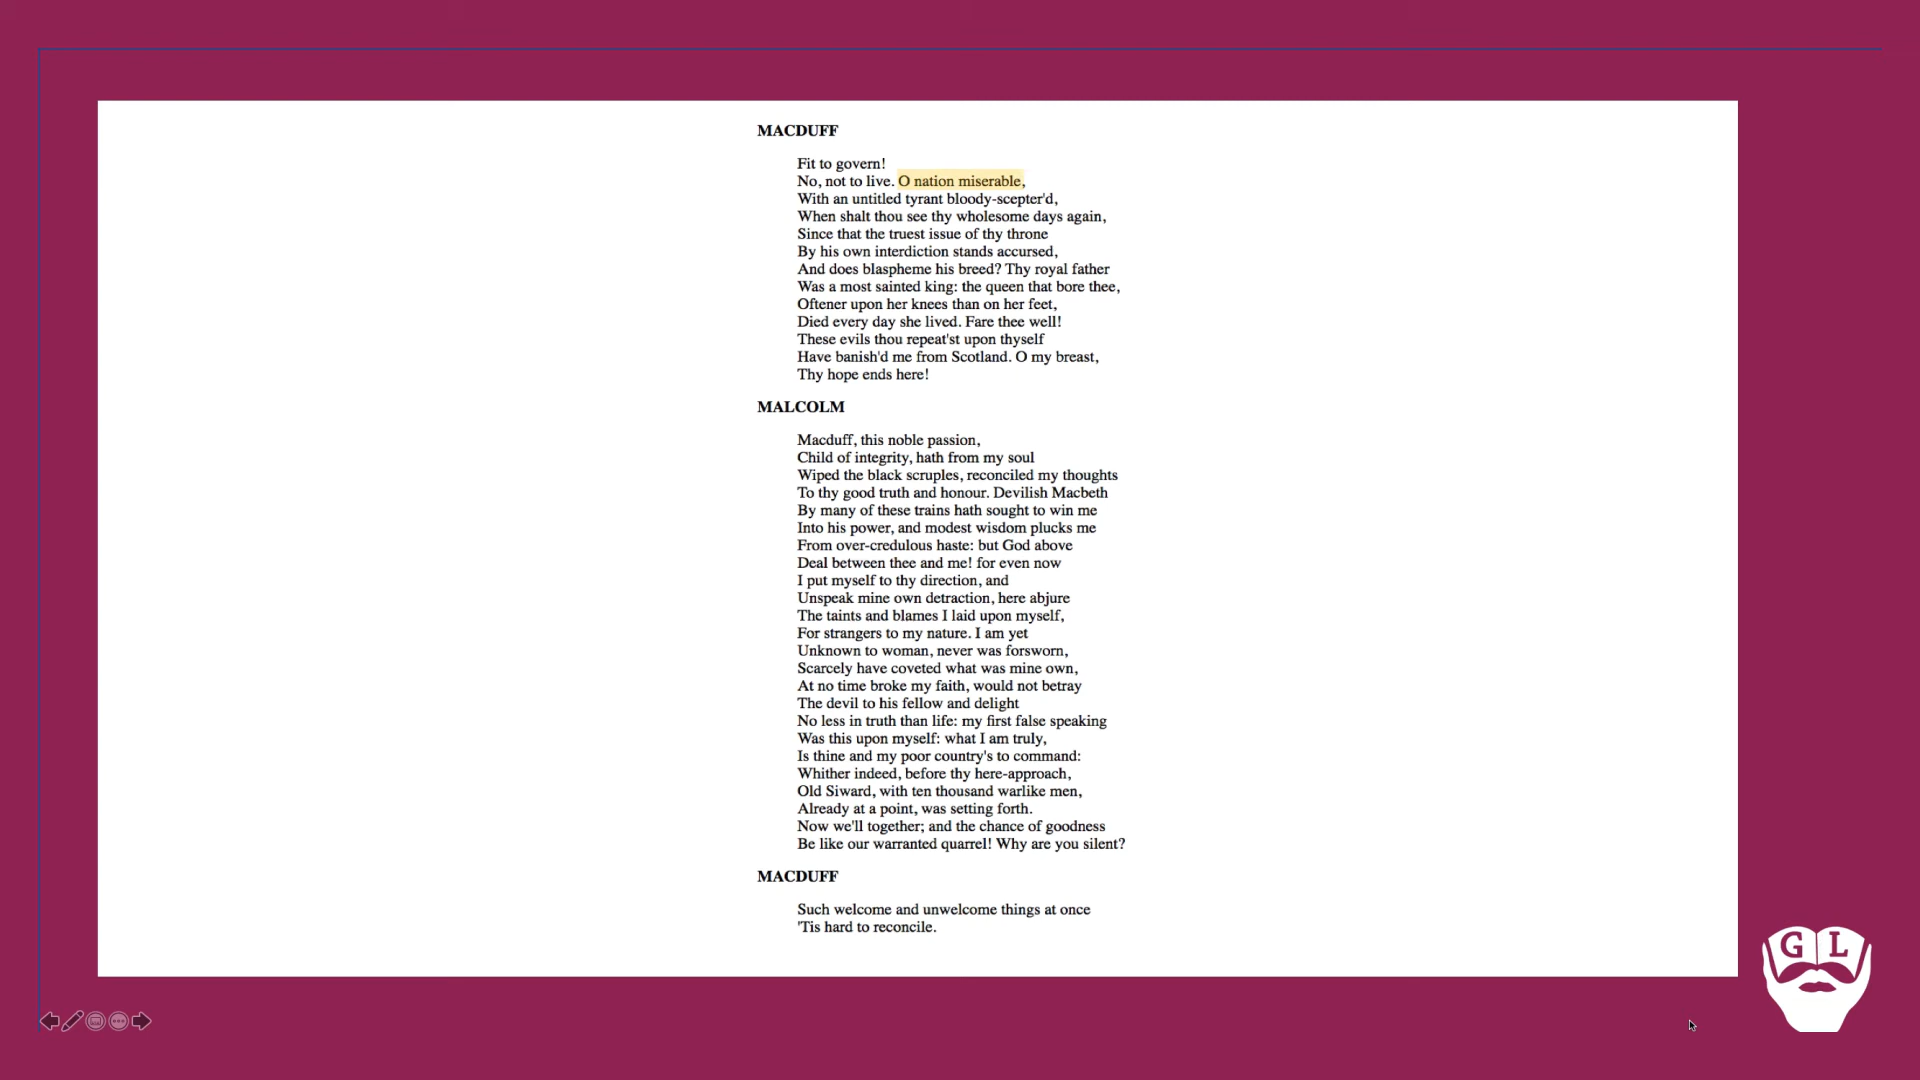 MACDUFF
Fit to govern!
No, not to live. O nation miserable,
With an untitled tyrant bloody-scepter'd,
When shalt thou see thy wholesome days again,
Since that the truest issue of thy throne
By his own interdiction stands accursed,
And does blaspheme his breed? Thy royal father
Was a most sainted king: the queen that bore thee,
Oftener upon her knees than on her feet,
Died every day she lived. Fare thee well!
These evils thou repeat'st upon thyself
Have banish'd me from Scotland. O my breast,
Thy hope ends here!
MALCOLM
Macduff, this noble passion,
Child of integrity, hath from my soul
Wiped the black scruples, reconciled my thoughts
To thy good truth and honour. Devilish Macbeth
By many of these trains hath sought to win me
Into his power, and modest wisdom plucks me
From over-credulous haste: but God above
Deal between thee and me! for even now
I put myself to thy direction, and
Unspeak mine own detraction, here abjure
The taints and blames I laid upon myself,
For strangers to my nature. I am yet
Unknown to woman, never was forsworn,
Scarcely have coveted what was mine own,
At no time broke my faith, would not betray
The devil to his fellow and delight
No less in truth than life: my first false speaking
Was this upon myself: what I am truly,
Is thine and my poor country's to command:
Whither indeed, before thy here-approach,
Old Siward, with ten thousand warlike men,
Already at a point, was setting forth.
Now we'll together; and the chance of goodness
Be like our warranted quarrel! Why are you silent?
MACDUFF
Such welcome and unwelcome things at once
'Tis hard to reconcile.
G L